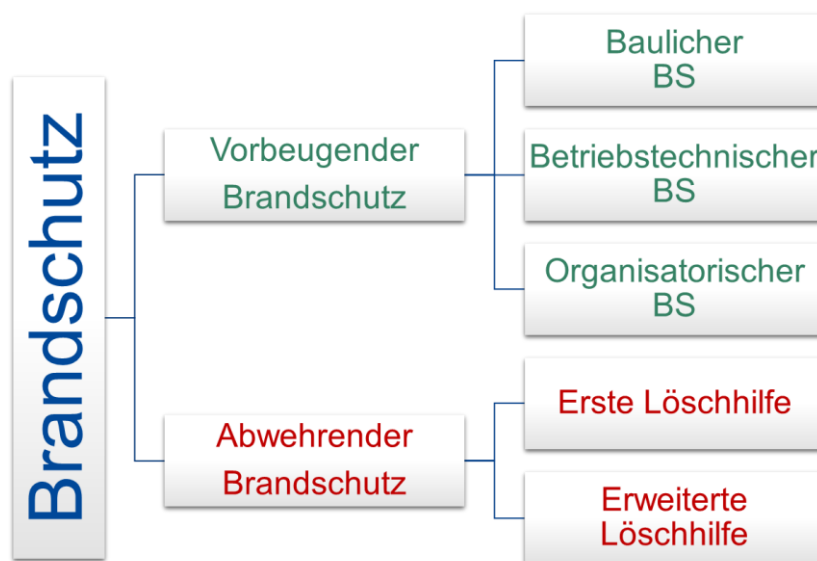 Brandschutz
Vorbeugender
Brandschutz
Baulicher
BS
Betriebstechnischer
BS
Organisatorischer
BS
Abwehrender
Brandschutz
Erste Löschhilfe
Erweiterte
Löschhilfe